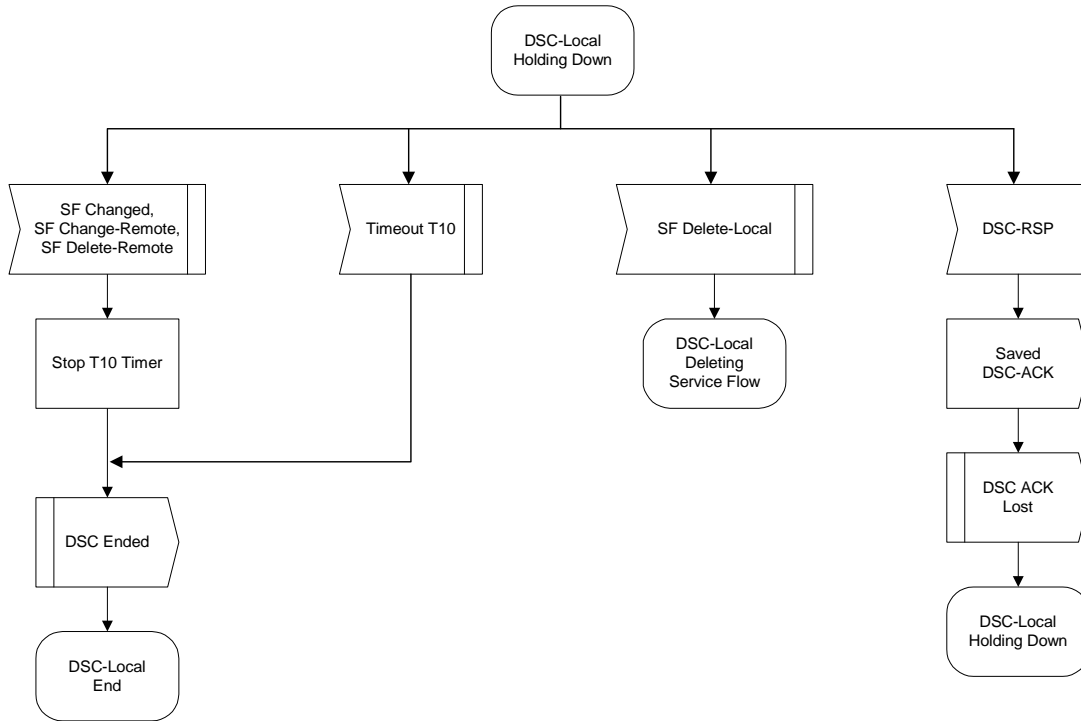 DSC-Local
Holding Down
SF Changed,
SF Change-Remote,
SF Delete-Remote
Timeout T10
SF Delete-Local
DSC-RSP
Stop T10 Timer
DSC-Local
Deleting
Service Flow
Saved
DSC-ACK
DSC Ended
DSC ACK
Lost
DSC-Local
End
DSC-Local
Holding Down